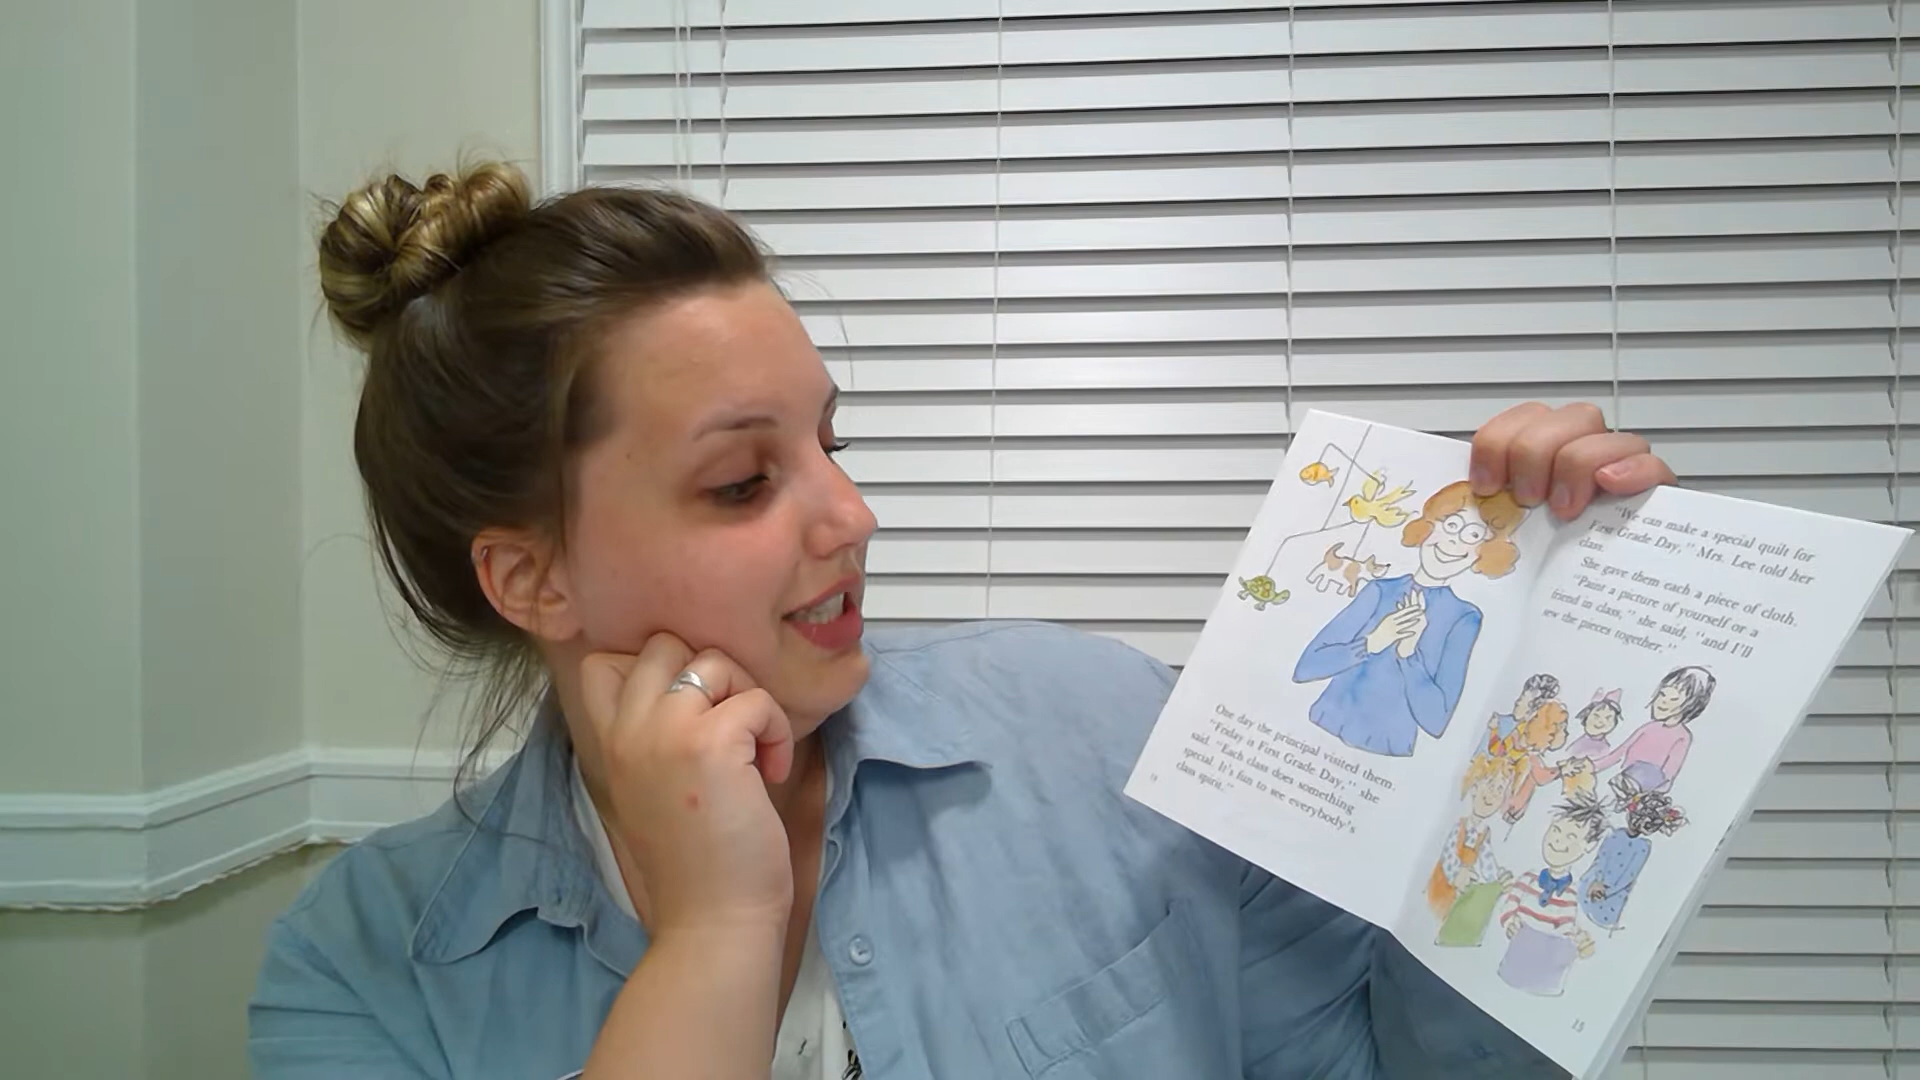 One day the principal visited them.
"Friday is First Grade Day," she
said. "Each class does something
special. It's fun to see everybody's
class spirit."
"We can make a special quilt for
First Grade Day," Mrs. Lee told her
class.
She gave them each a piece of cloth.
"Paint a picture of yourself or a
friend in class," she said, "and I'll
sew the pieces together."
15